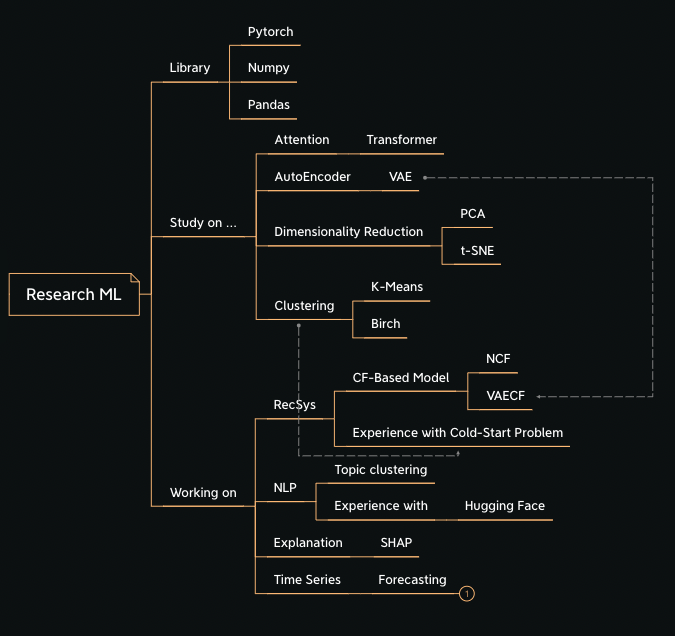 Pytorch
Library
Numpy
Pandas
Attention
Transformer
AutoEncoder
VAE
Study on ...
Dimensionality Reduction
PCA
t-SNE
Research ML
Clustering
K-Means
Birch
RecSys
CF-Based Model
NCF
VAECF
Experience with Cold-Start Problem
Working on
NLP
Topic clustering
Experience with
Hugging Face
Explanation
SHAP
Time Series
Forecasting
1